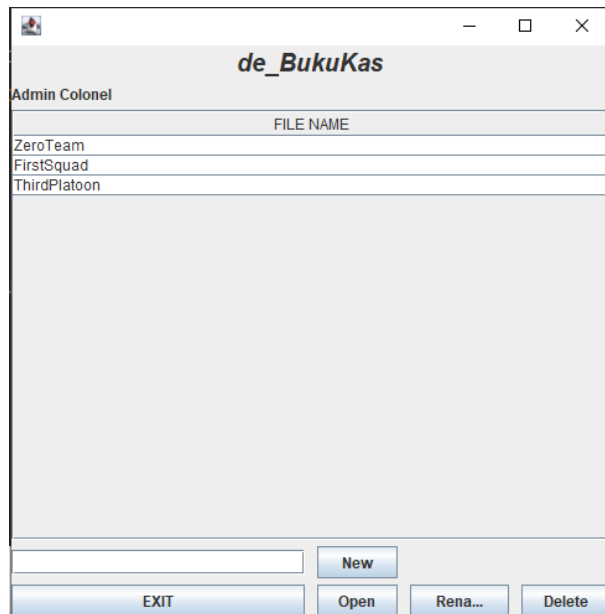 de_BukuKas
Admin Colonel
FILE NAME
ZeroTeam
FirstSquad
ThirdPlatoon
New
EXIT Open Rena... Delete